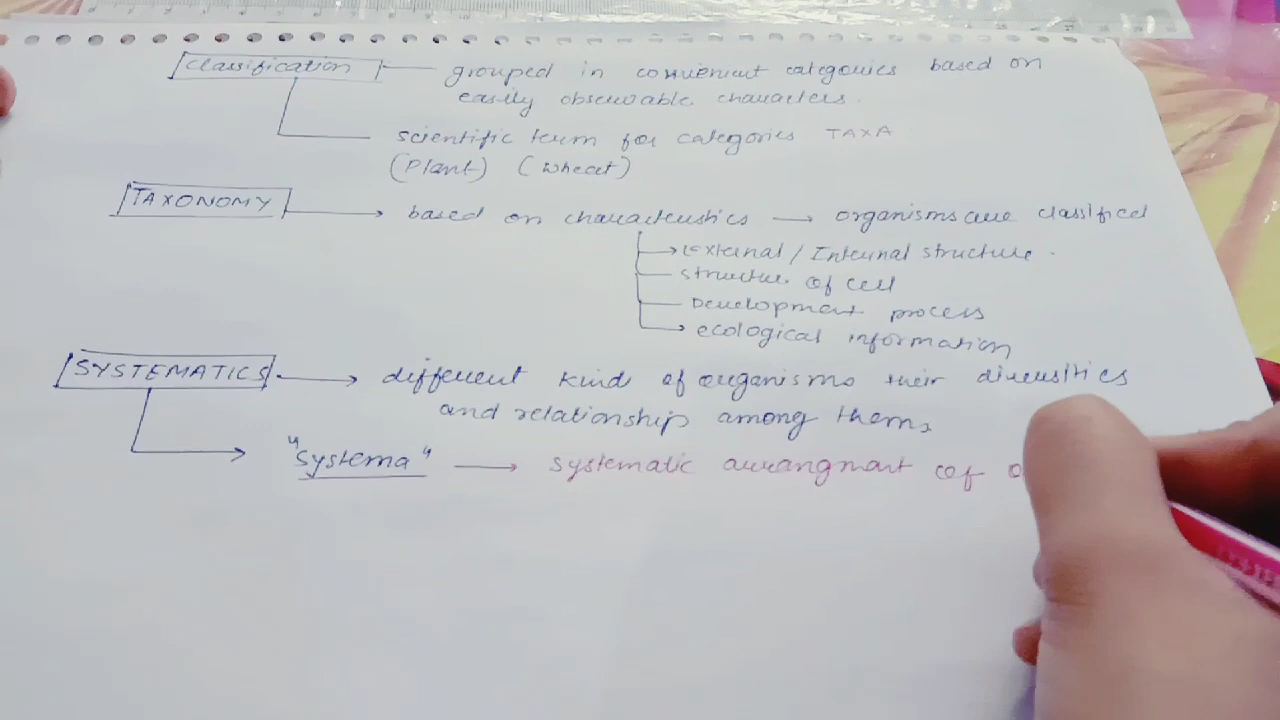 Classification — grouped in convenient categories based on
easily observable characters.
scientific term for categories TAXA
(Plant) (Wheat)
TAXONOMY → based on characteristics → organisms are classified
→ External / Internal structure.
structure of cell
Development process
→ ecological information
SYSTEMATICS. → different kind of organisms their diversities
and relationship among them,
→ "Systema" → systematic arrangmant of o